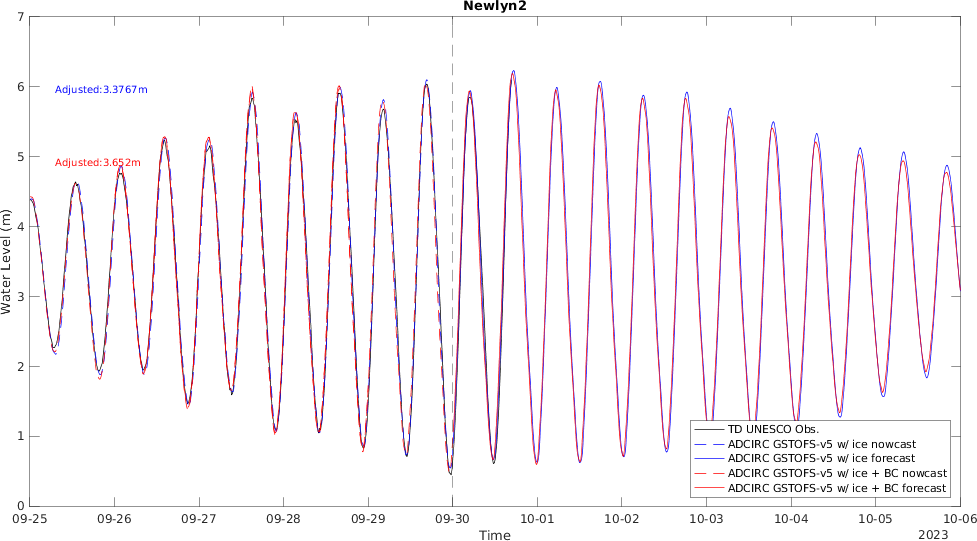 Newlyn2
7
6
5
4
3
2
1
0
Water Level (m)
Adjusted:3.3767m
Adjusted:3.652m
TD UNESCO Obs.
ADCIRC GSTOFS-v5 w/ ice nowcast
ADCIRC GSTOFS-v5 w/ ice forecast
ADCIRC GSTOFS-v5 w/ ice + BC nowcast
ADCIRC GSTOFS-v5 w/ ice + BC forecast
09-25 09-26 09-27 09-28 09-29 09-30 10-01 10-02 10-03 10-04 10-05 10-06
Time
2023